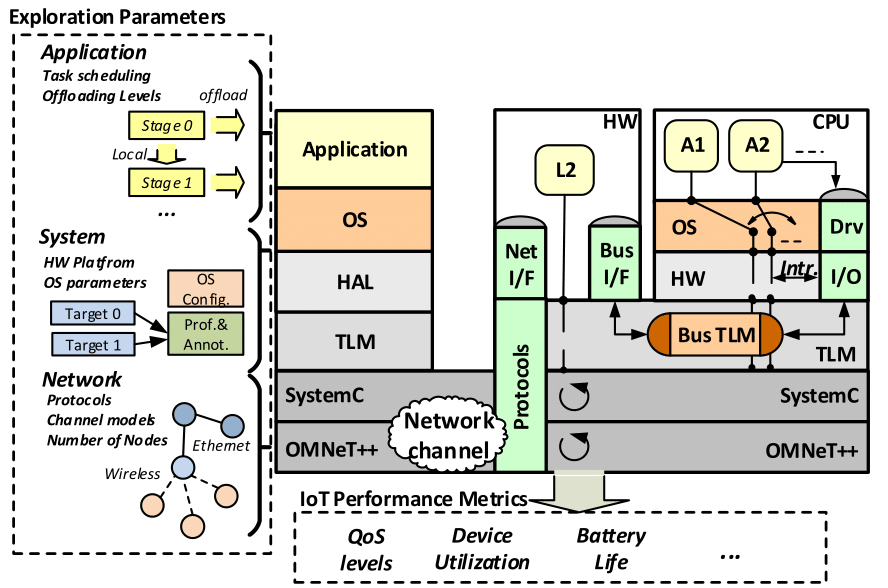 Exploration Parameters
Application
Task scheduling
Offloading Levels
offload
Stage 0
Local
Stage 1
...
System
HW Platfrom
OS parameters
OS
Config.
Target 0
Prof.&
Annot.
Target 1
Network
Protocols
Channel models
Number of Nodes
Ethernet
Wireless
Application
OS
HAL
TLM
SystemC
OMNeT++
Network
channel
HW
L2
Net
I/F
Bus
I/F
Protocols
CPU
A1
A2
OS
Drv
HW
Intr.
I/O
Bus TLM
TLM
SystemC
OMNeT++
IoT Performance Metrics
QoS
levels
Device
Utilization
Battery
Life
...